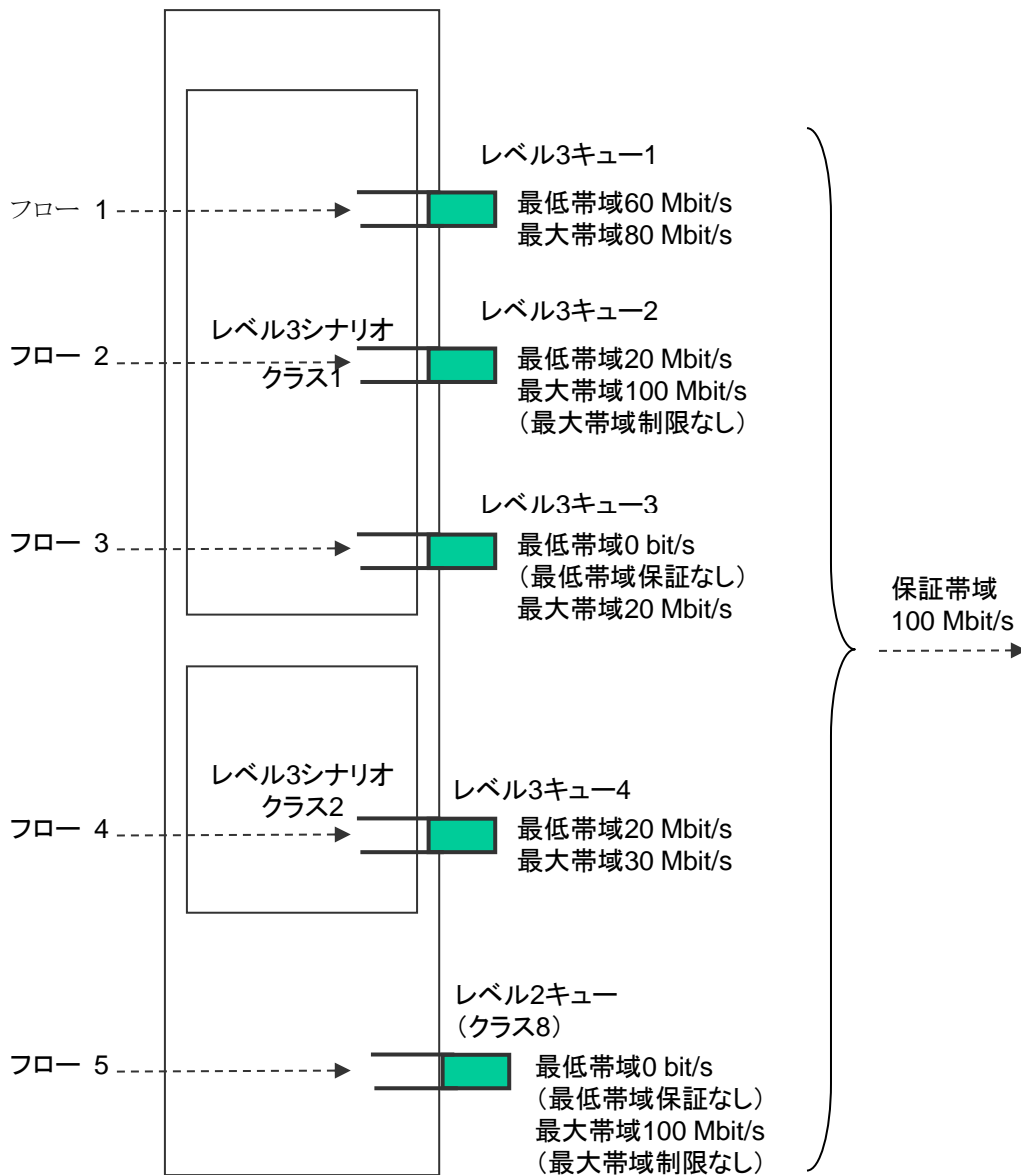 レベル3キュー1
フロー 1
最低帯域60 Mbit/s
最大帯域80 Mbit/s
レベル3キュー2
レベル3シナリオ
クラス1
フロー 2
最低帯域20 Mbit/s
最大帯域100 Mbit/s
（最大帯域制限なし）
レベル3キュー3
フロー 3
最低帯域0 bit/s
（最低帯域保証なし）
最大帯域20 Mbit/s
保証帯域
100 Mbit/s
レベル3シナリオ
クラス2
レベル3キュー4
フロー 4
最低帯域20 Mbit/s
最大帯域30 Mbit/s
レベル2キュー
（クラス8）
フロー 5
最低帯域0 bit/s
（最低帯域保証なし）
最大帯域100 Mbit/s
（最大帯域制限なし）